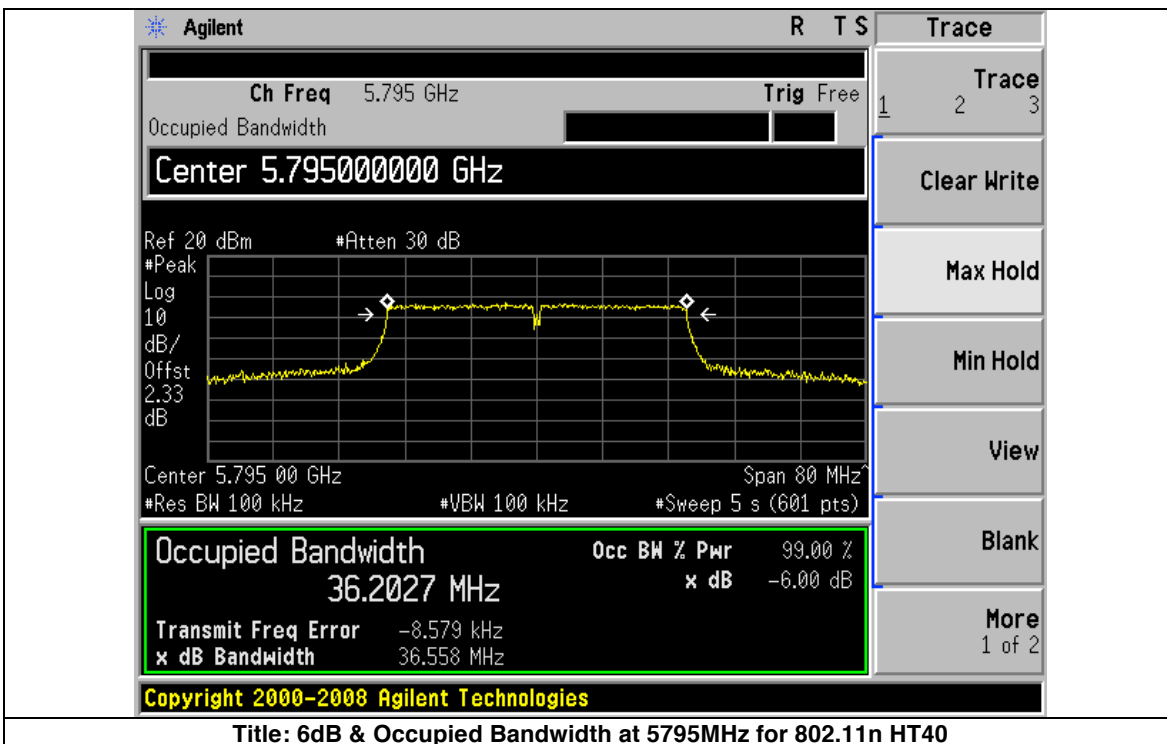 Agilent R T S Trace
Ch Freq 5.795 GHz Trig Free
Occupied Bandwidth
Trace
1 2 3
Center 5.795000000 GHz
Clear Write
Ref 20 dBm #Atten 30 dB
#Peak
Log
10
dB/
Offst
2.33
dB
Max Hold
Min Hold
View
Center 5.795 00 GHz Span 80 MHz^
#Res BW 100 kHz #VBW 100 kHz #Sweep 5 s (601 pts)
Occupied Bandwidth Occ BW % Pwr 99.00 %
36.2027 MHz x dB -6.00 dB
Blank
Transmit Freq Error -8.579 kHz
x dB Bandwidth 36.558 MHz
More
1 of 2
Copyright 2000-2008 Agilent Technologies
Title: 6dB & Occupied Bandwidth at 5795MHz for 802.11n HT40